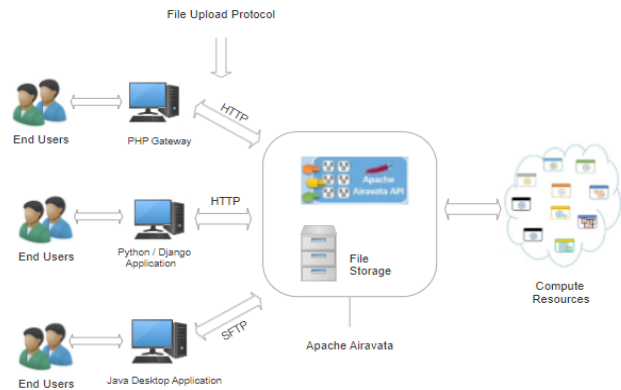 File Upload Protocol
End Users
PHP Gateway
HTTP
Apache
Airavata API
End Users
Python / Django
Application
HTTP
File
Storage
Compute
Resources
End Users
Java Desktop Application
SFTP
Apache Airavata